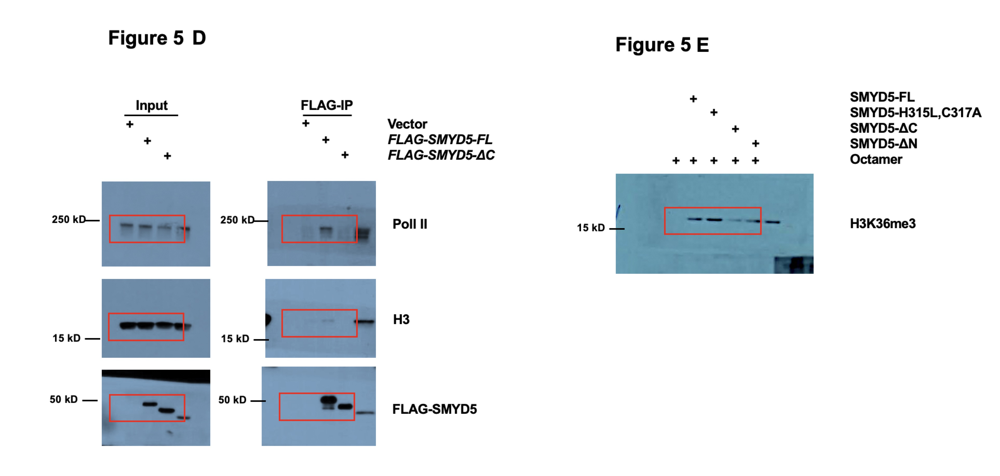 Figure 5 D
Input
FLAG-IP
+
+
Vector
+
+
FLAG-SMYD5-FL
+
+
FLAG-SMYD5-ΔC
250 kD
250 kD
Poll II
15 kD
15 kD
H3
50 kD
50 kD
FLAG-SMYD5
Figure 5 E
+
SMYD5-FL
+
SMYD5-H315L,C317A
+
SMYD5-ΔC
+
SMYD5-ΔN
+ + + + +
Octamer
15 kD
H3K36me3